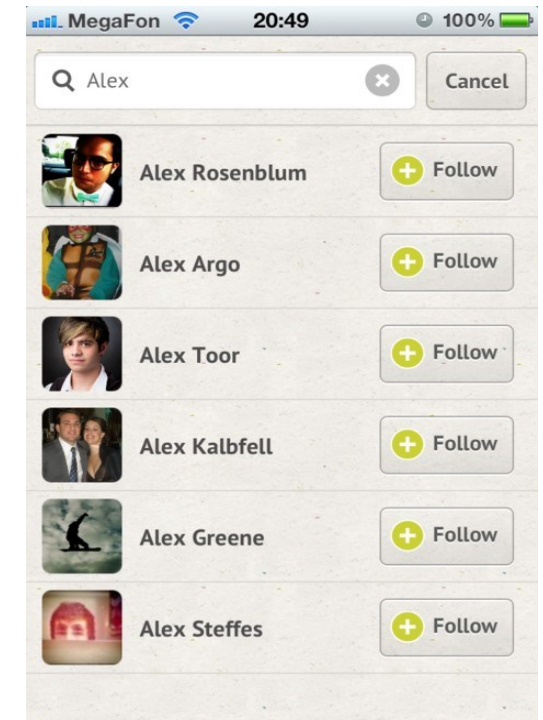 MegaFon 20:49 100%
Alex Cancel
Alex Rosenblum Follow
Alex Argo Follow
Alex Toor Follow
Alex Kalbfell Follow
Alex Greene Follow
Alex Steffes Follow